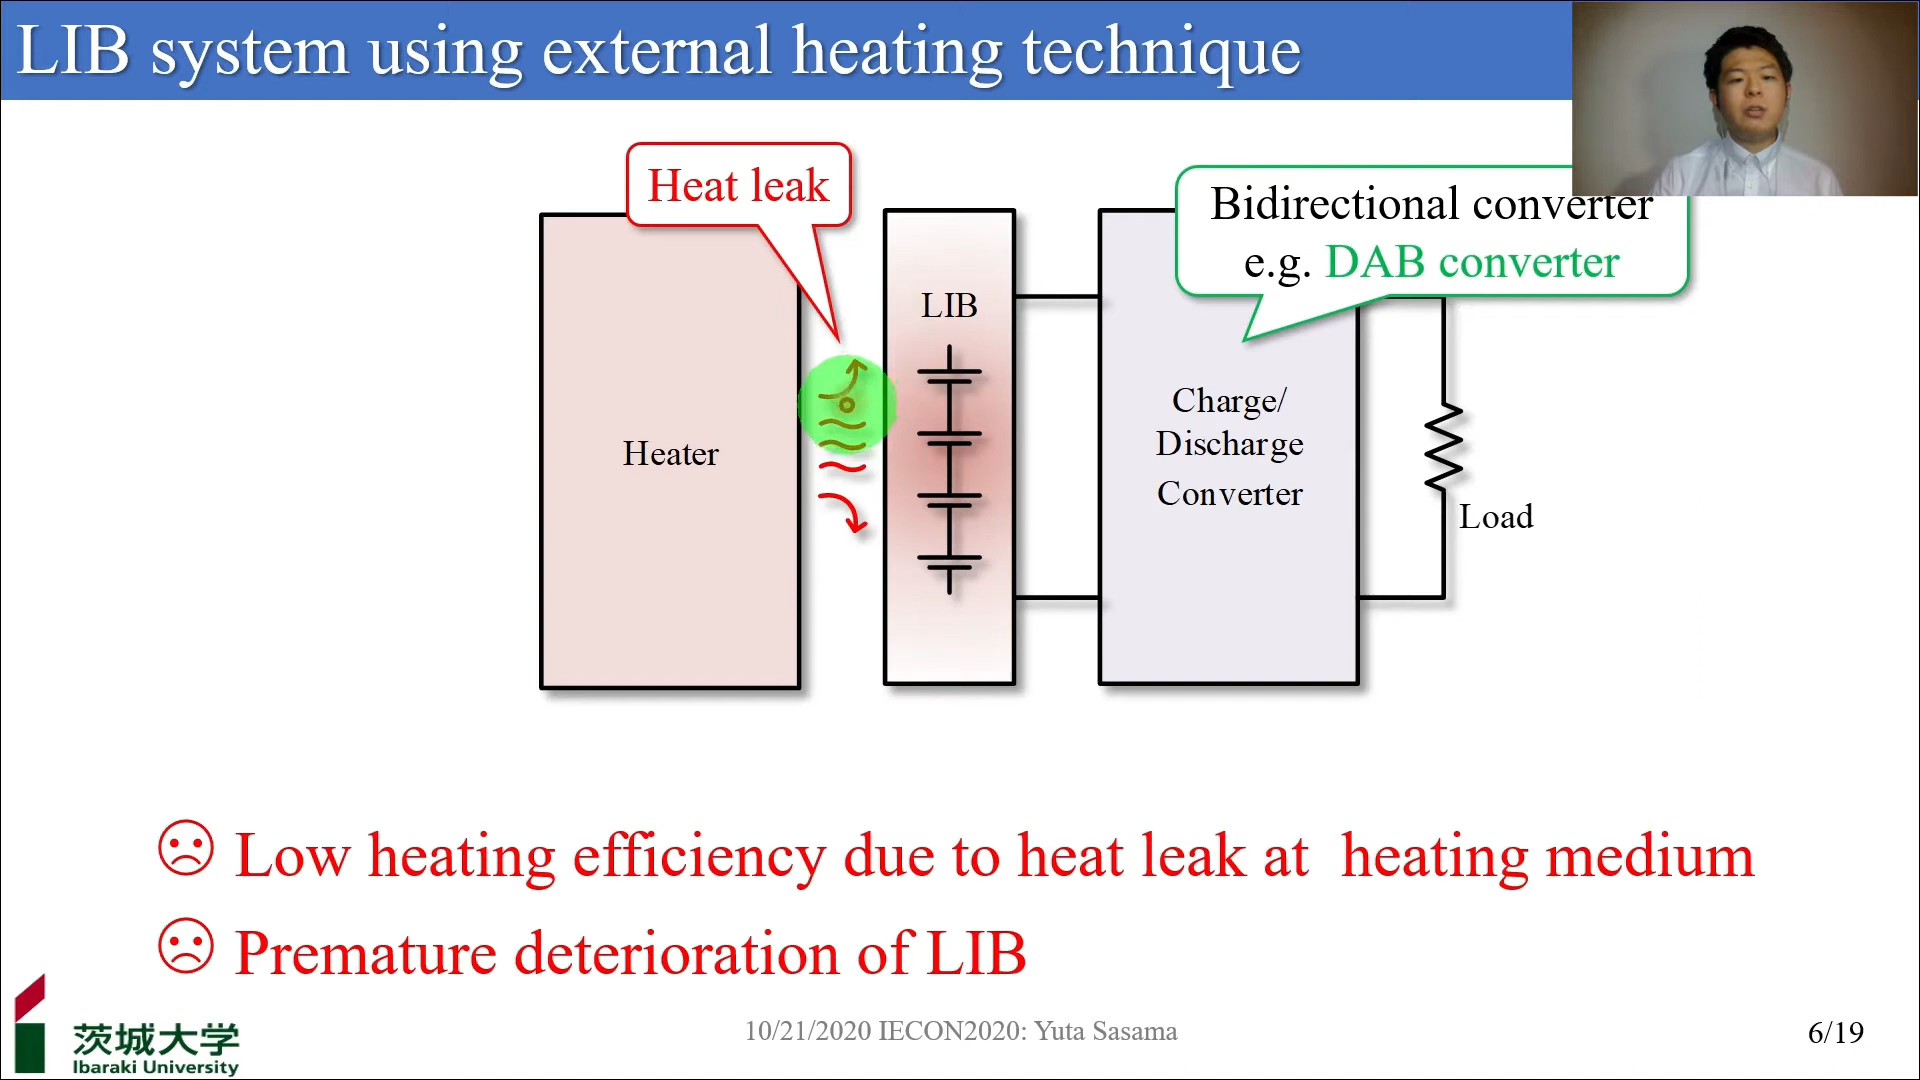 LIB system using external heating technique
Heat leak
Bidirectional converter
e.g. DAB converter
LIB
Heater
Charge/
Discharge
Converter
Load
Low heating efficiency due to heat leak at heating medium
Premature deterioration of LIB
茨城大学
Ibaraki University
10/21/2020 IECON2020: Yuta Sasama
6/19